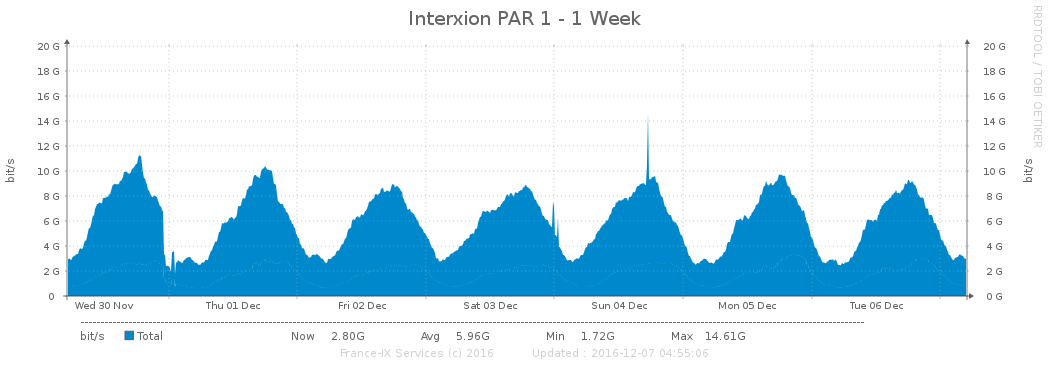 Interxion PAR 1 - 1 Week
RRDTOOL / TOBI OETIKER
bit/s
bit/s
20 G 20 G
18 G 18 G
16 G 16 G
14 G 14 G
12 G 12 G
10 G 10 G
8 G 8 G
6 G 6 G
4 G 4 G
2 G 2 G
0 0 G
Wed 30 Nov Thu 01 Dec Fri 02 Dec Sat 03 Dec Sun 04 Dec Mon 05 Dec Tue 06 Dec
bit/s Total Now 2.80G Avg 5.96G Min 1.72G Max 14.61G
France-IX Services (c) 2016 Updated : 2016-12-07 04:55:06